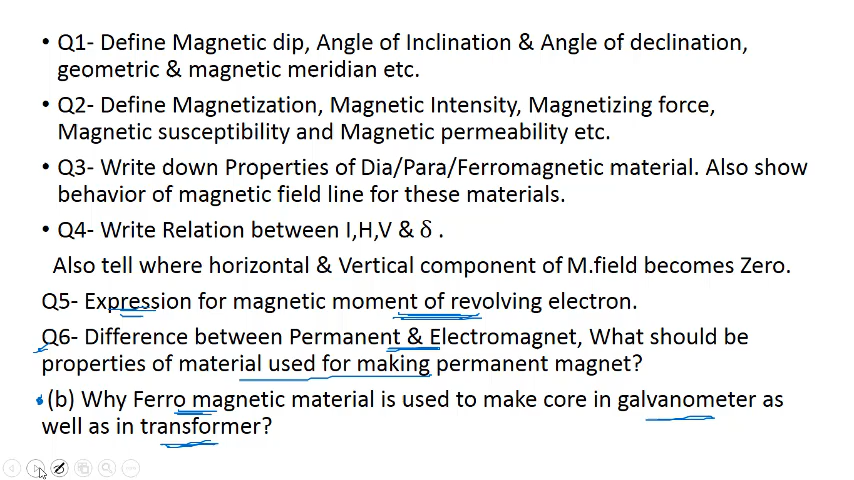 • Q1- Define Magnetic dip, Angle of Inclination & Angle of declination,
geometric & magnetic meridian etc.
• Q2- Define Magnetization, Magnetic Intensity, Magnetizing force,
Magnetic susceptibility and Magnetic permeability etc.
• Q3- Write down Properties of Dia/Para/Ferromagnetic material. Also show
behavior of magnetic field line for these materials.
• Q4- Write Relation between I,H,V & δ .
Also tell where horizontal & Vertical component of M.field becomes Zero.
Q5- Expression for magnetic moment of revolving electron.
Q6- Difference between Permanent & Electromagnet, What should be
properties of material used for making permanent magnet?
(b) Why Ferro magnetic material is used to make core in galvanometer as
well as in transformer?